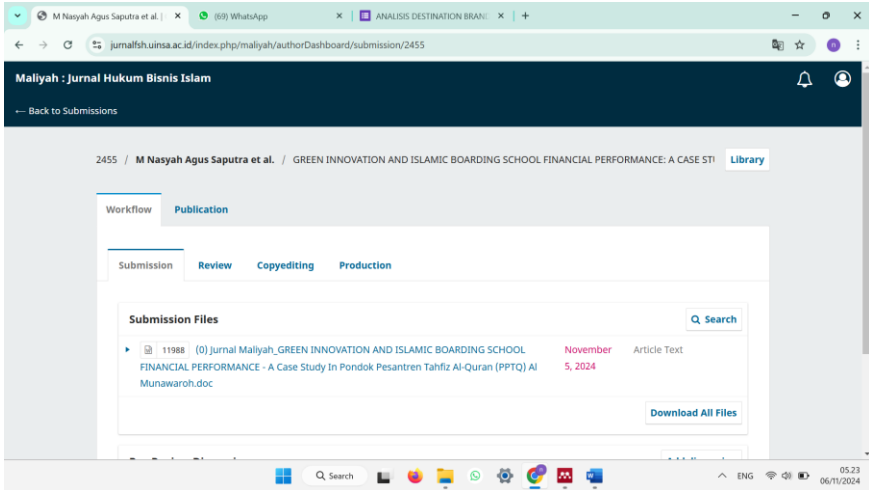 M Nasyah Agus Saputra et al. |
(69) WhatsApp
ANALISIS DESTINATION BRAND
jurnalfsh.uinsa.ac.id/index.php/maliyah/authorDashboard/submission/2455
n
Maliyah : Jurnal Hukum Bisnis Islam
← Back to Submissions
2455 / M Nasyah Agus Saputra et al. / GREEN INNOVATION AND ISLAMIC BOARDING SCHOOL FINANCIAL PERFORMANCE: A CASE STU
Library
Workflow Publication
Submission Review Copyediting Production
Submission Files
Search
11988 (0) Jurnal Maliyah_GREEN INNOVATION AND ISLAMIC BOARDING SCHOOL
FINANCIAL PERFORMANCE - A Case Study In Pondok Pesantren Tahfiz Al-Quran (PPTQ) Al
Munawaroh.doc
November
5, 2024
Article Text
Download All Files
Search
ENG
05.23
06/11/2024